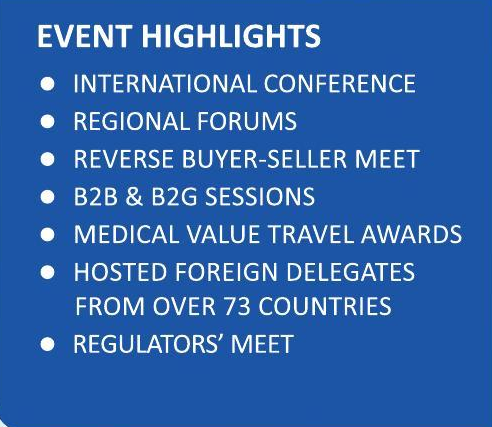 EVENT HIGHLIGHTS
● INTERNATIONAL CONFERENCE
● REGIONAL FORUMS
● REVERSE BUYER-SELLER MEET
● B2B & B2G SESSIONS
● MEDICAL VALUE TRAVEL AWARDS
● HOSTED FOREIGN DELEGATES
FROM OVER 73 COUNTRIES
● REGULATORS’ MEET